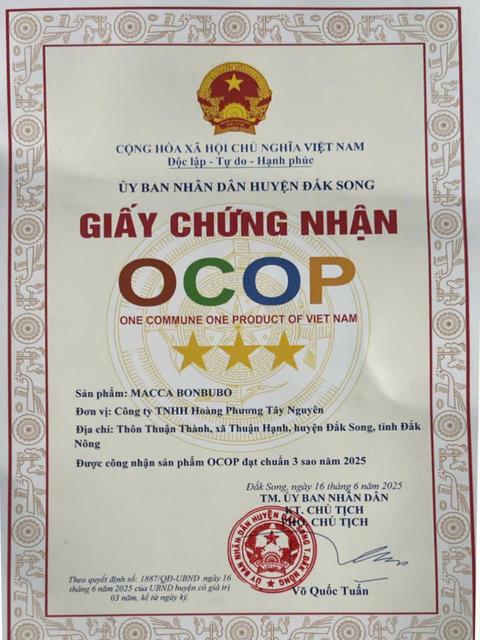 CỘNG HÒA XÃ HỘI CHỦ NGHĨA VIỆT NAM
Độc lập - Tự do - Hạnh phúc
ỦY BAN NHÂN DÂN HUYỆN ĐẮK SONG
GIẤY CHỨNG NHẬN
OCOP
ONE COMMUNE ONE PRODUCT OF VIET NAM
Sản phẩm: MACCA BONBUBO
Đơn vị: Công ty TNHH Hoàng Phương Tây Nguyên
Địa chỉ: Thôn Thuận Thành, xã Thuận Hạnh, huyện Đắk Song, tỉnh Đắk
Nông
Được công nhận sản phẩm OCOP đạt chuẩn 3 sao năm 2025
Đắk Song, ngày 16 tháng 6 năm 2025
TM. ỦY BAN NHÂN DÂN
KT. CHỦ TỊCH
PHÓ CHỦ TỊCH
Theo quyết định số: 1887/QĐ-UBND ngày 16
tháng 6 năm 2025 của UBND huyện có giá trị
03 năm, kể từ ngày ký.
Võ Quốc Tuấn